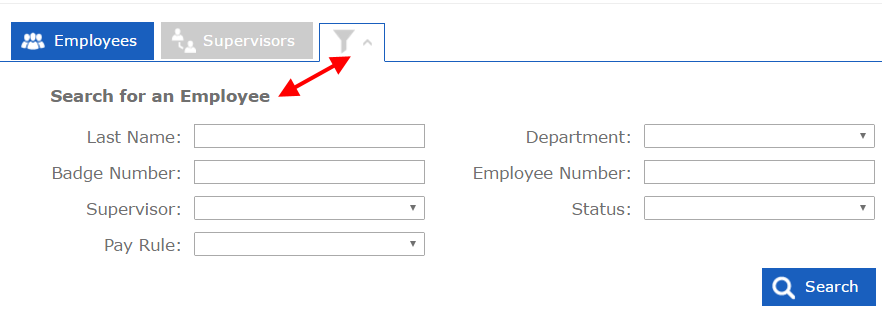 Employees Supervisors
Search for an Employee
Last Name: Department:
Badge Number: Employee Number:
Supervisor: Status:
Pay Rule:
Search